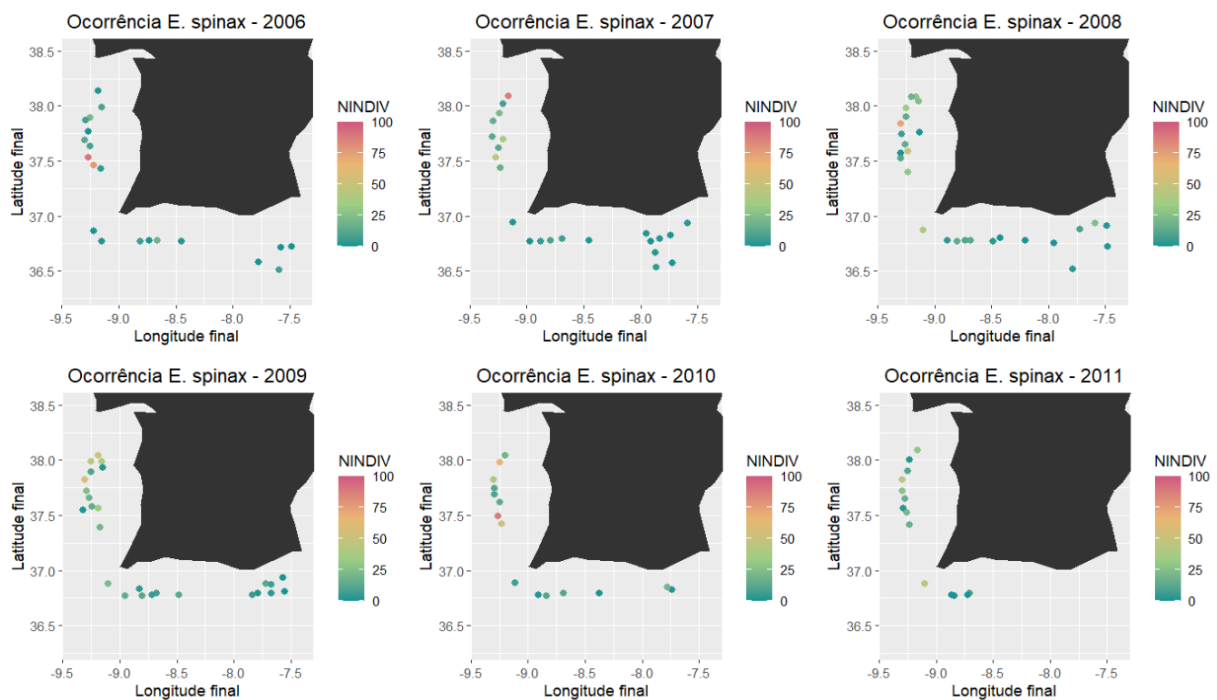 Ocorrência E. spinax - 2006
Latitude final
38.5
38.0
37.5
37.0
36.5
-9.5 -9.0 -8.5 -8.0 -7.5
Longitude final
NINDIV
100
75
50
25
0
Ocorrência E. spinax - 2007
Latitude final
38.5
38.0
37.5
37.0
36.5
-9.5 -9.0 -8.5 -8.0 -7.5
Longitude final
NINDIV
100
75
50
25
0
Ocorrência E. spinax - 2008
Latitude final
38.5
38.0
37.5
37.0
36.5
-9.5 -9.0 -8.5 -8.0 -7.5
Longitude final
NINDIV
100
75
50
25
0
Ocorrência E. spinax - 2009
Latitude final
38.5
38.0
37.5
37.0
36.5
-9.5 -9.0 -8.5 -8.0 -7.5
Longitude final
NINDIV
100
75
50
25
0
Ocorrência E. spinax - 2010
Latitude final
38.5
38.0
37.5
37.0
36.5
-9.5 -9.0 -8.5 -8.0 -7.5
Longitude final
NINDIV
100
75
50
25
0
Ocorrência E. spinax - 2011
Latitude final
38.5
38.0
37.5
37.0
36.5
-9.5 -9.0 -8.5 -8.0 -7.5
Longitude final
NINDIV
100
75
50
25
0